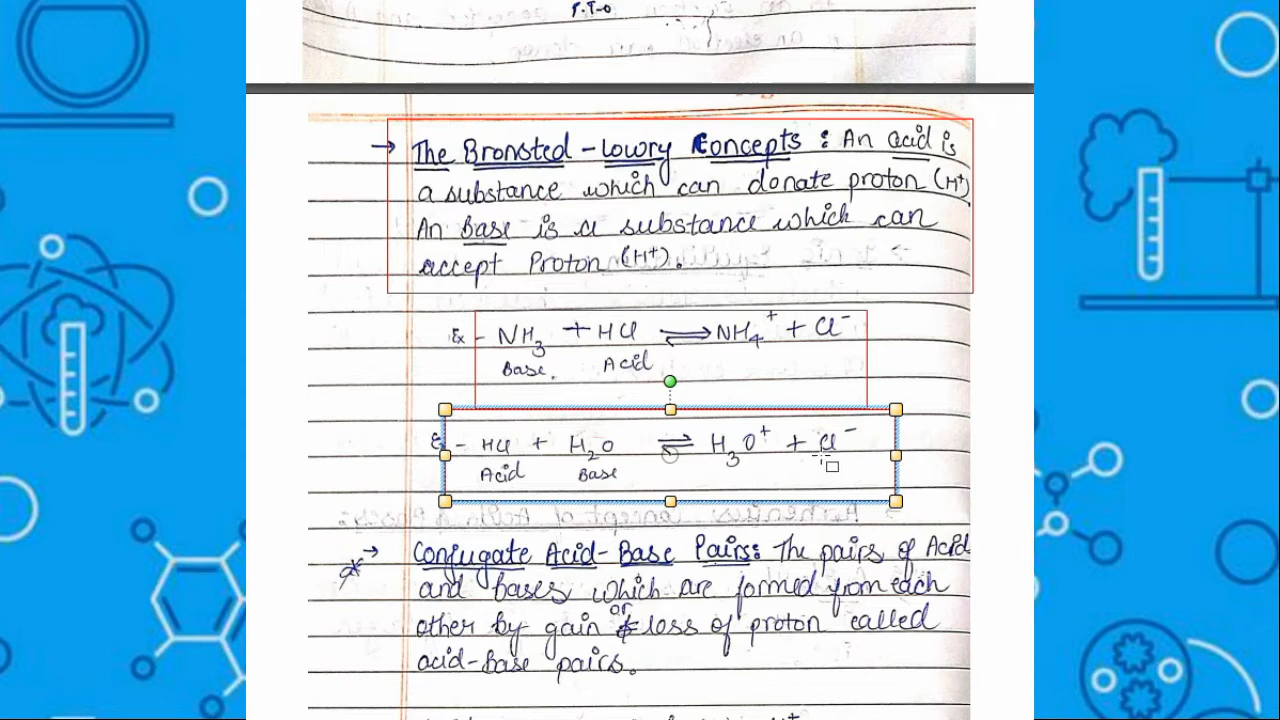 P.T.O
→ The Bronsted-Lowry Concepts : An acid is
a substance which can donate proton (H⁺)
An Base is a substance which can
accept Proton (H⁺).
Ex - NH₃ + HCl ⇌ NH₄⁺ + Cl⁻
Base. Acid
Ex - HCl + H₂O ⇌ H₃O⁺ + Cl⁻
Acid Base
→ Conjugate Acid-Base Pairs: The pairs of Acid
and bases which are formed from each
other by gain or loss of proton called
acid-Base pairs.